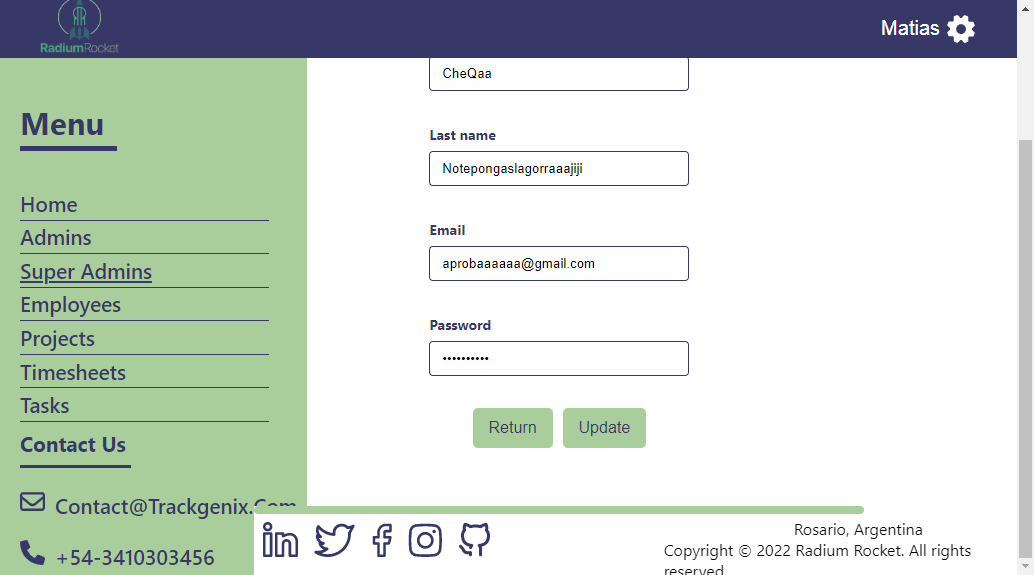 RadiumRocket
Matias
Menu
Home
Admins
Super Admins
Employees
Projects
Timesheets
Tasks
Contact Us
Contact@Trackgenix.Com
+54-3410303456
CheQaa
Last name
Notepongaslagorraaajiji
Email
aprobaaaaaa@gmail.com
Password
Return
Update
Rosario, Argentina
Copyright © 2022 Radium Rocket. All rights
reserved